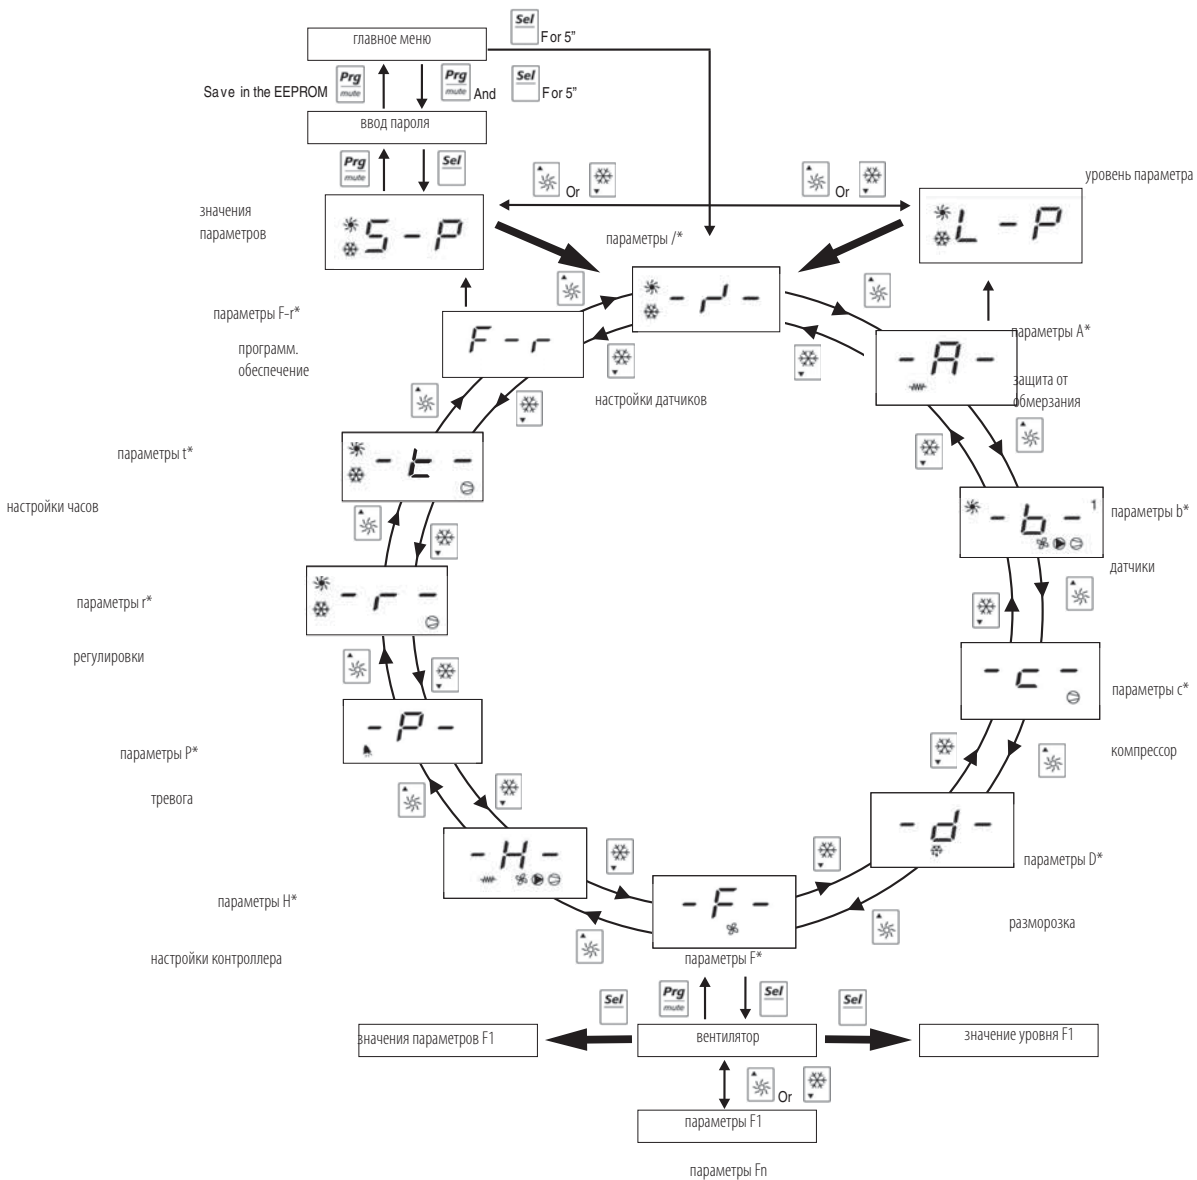 главное меню
Sel
For 5”
Save in the EEPROM
Prg
mute
Prg
mute
And
Sel
For 5”
ввод пароля
Prg
mute
Sel
Or
Or
уровень параметра
значения
параметров
S - P
L - P
параметры /*
- / -
параметры F-r*
F - r
программ.
обеспечение
настройки датчиков
параметры A*
- A -
защита от
обмерзания
параметры t*
- t -
настройки часов
- b - 1
параметры b*
датчики
параметры r*
- r -
регулировки
- c -
параметры c*
- P -
параметры P*
компрессор
тревога
- d -
- H -
параметры D*
- F -
параметры H*
разморозка
настройки контроллера
параметры F*
Sel
Prg
mute
Sel
Sel
значения параметров F1
вентилятор
значение уровня F1
Or
параметры F1
параметры Fn